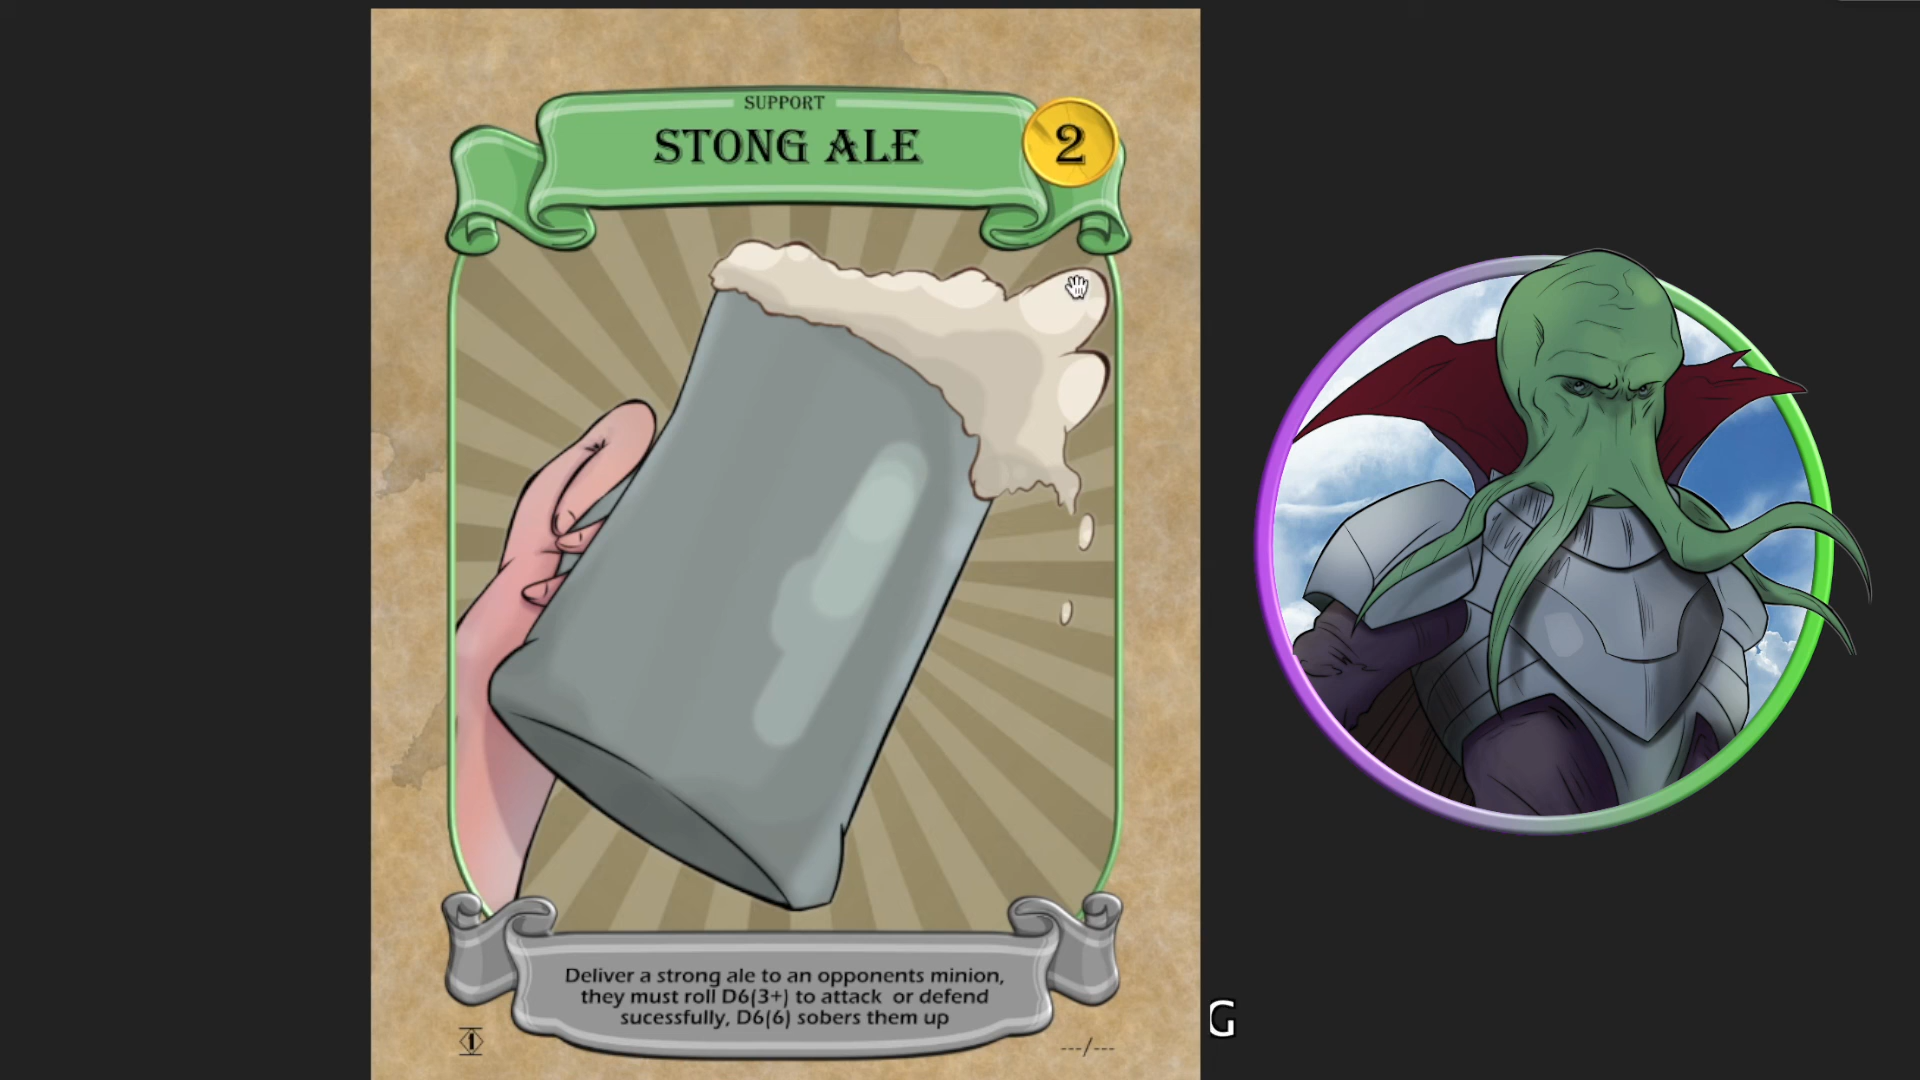 SUPPORT
STONG ALE
2
Deliver a strong ale to an opponents minion,
they must roll D6(3+) to attack or defend
sucessfully, D6(6) sobers them up
1
---/---
G